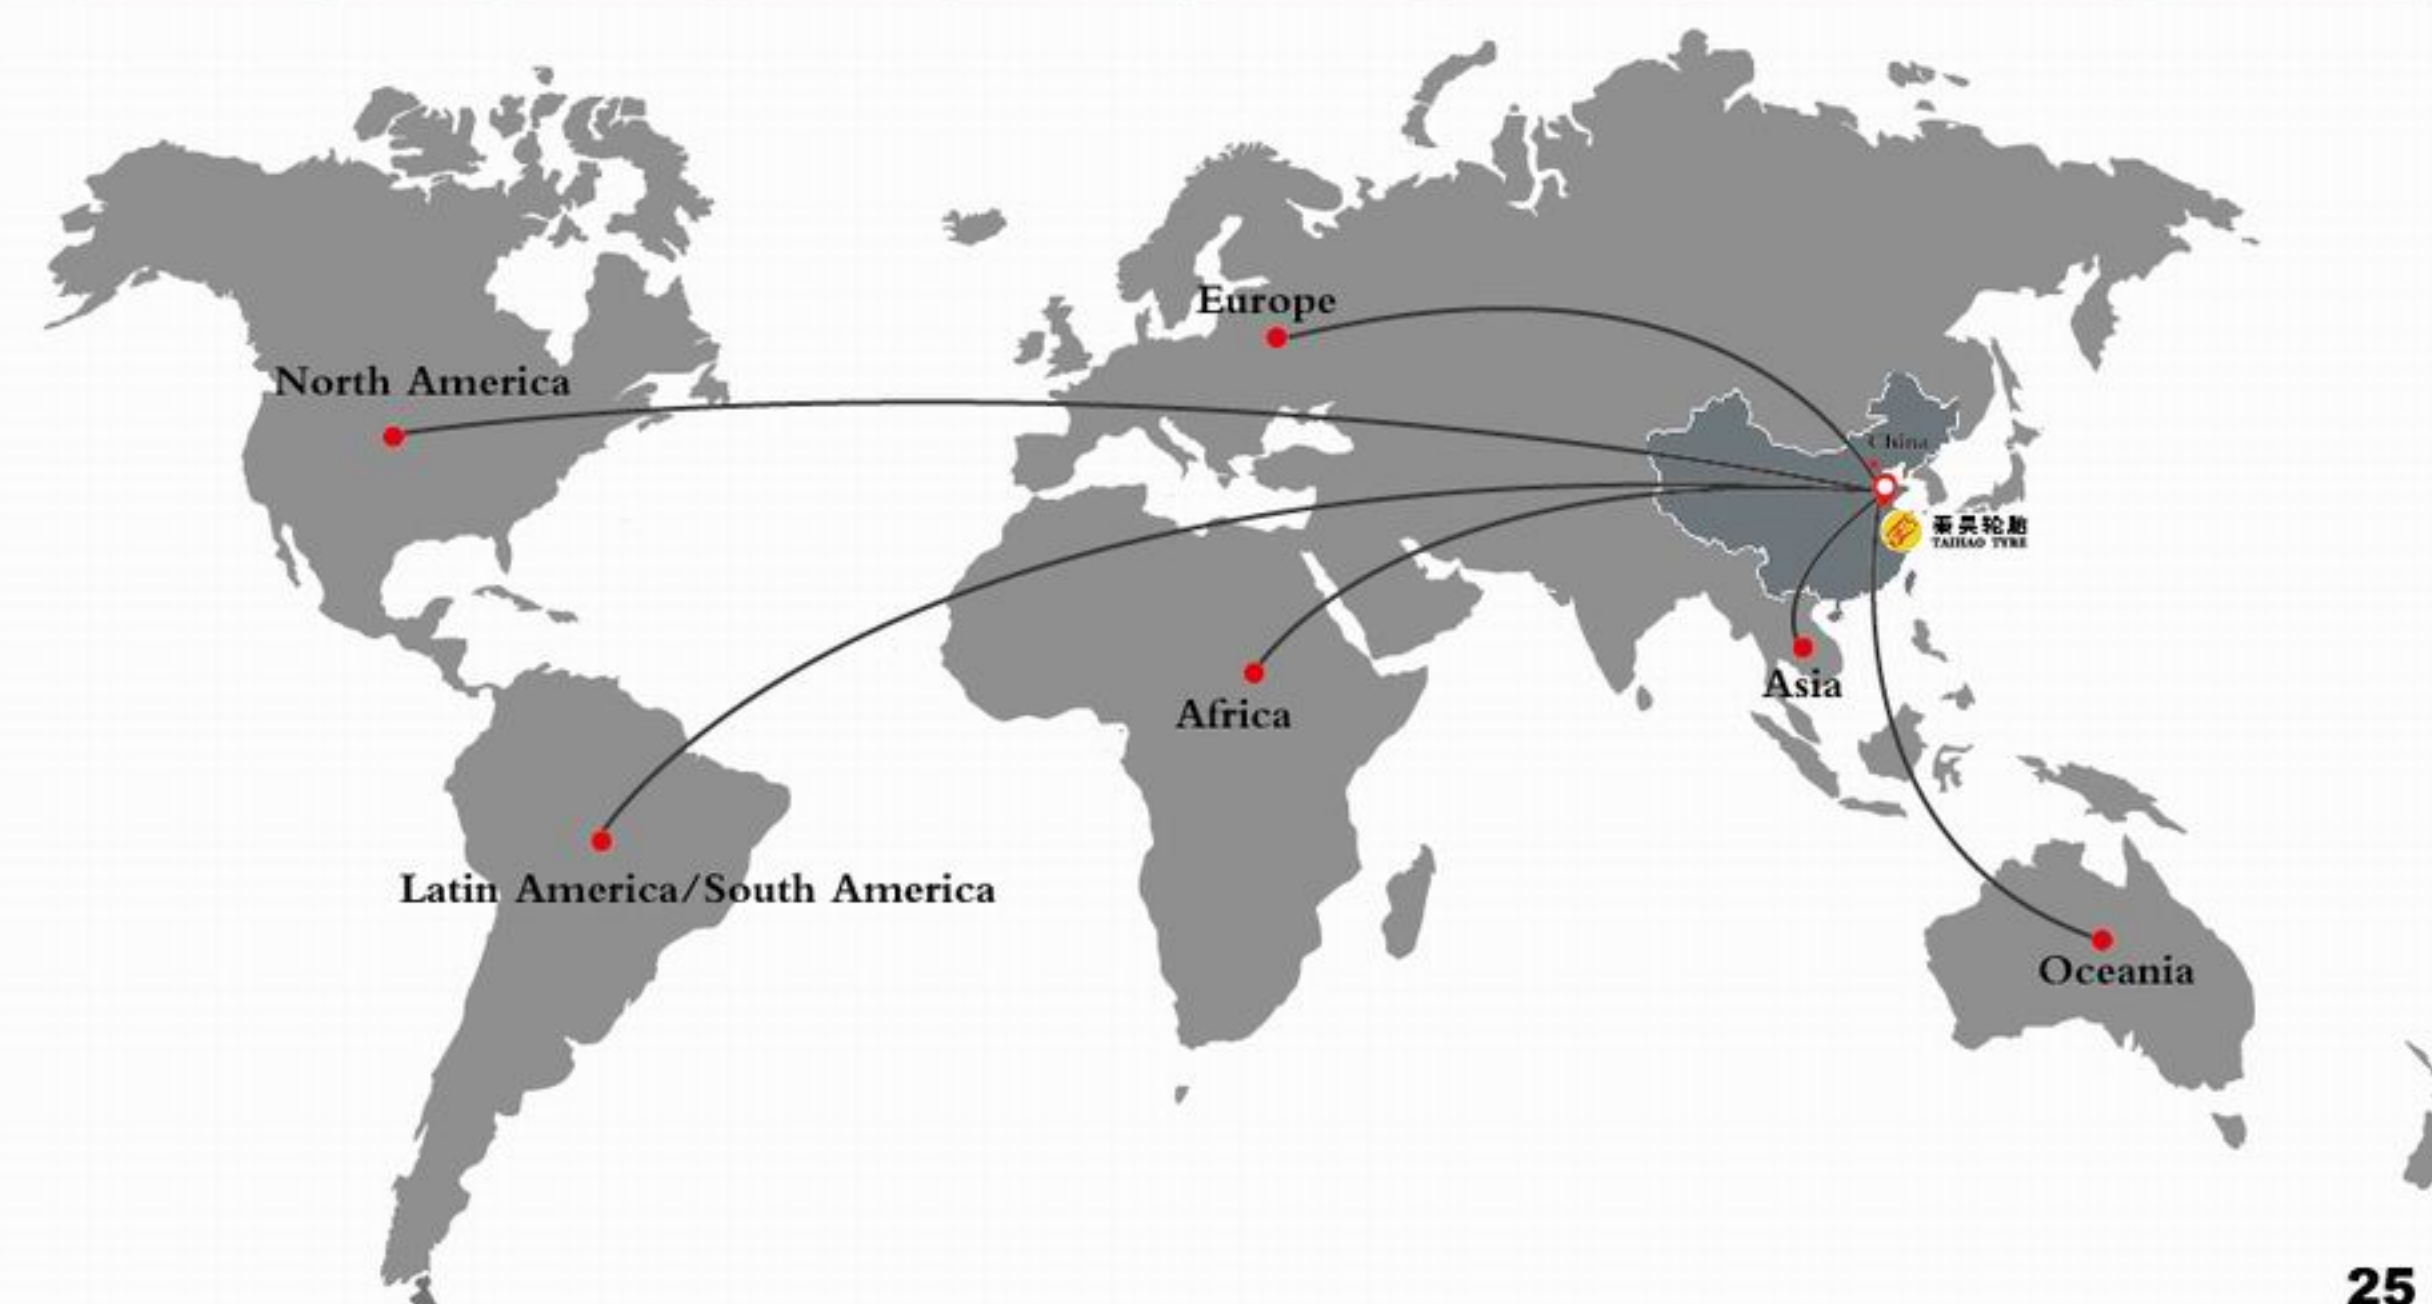 Europe
North America
China
泰昊轮胎
TAIHAO TYRE
Asia
Africa
Latin America/South America
Oceania
25